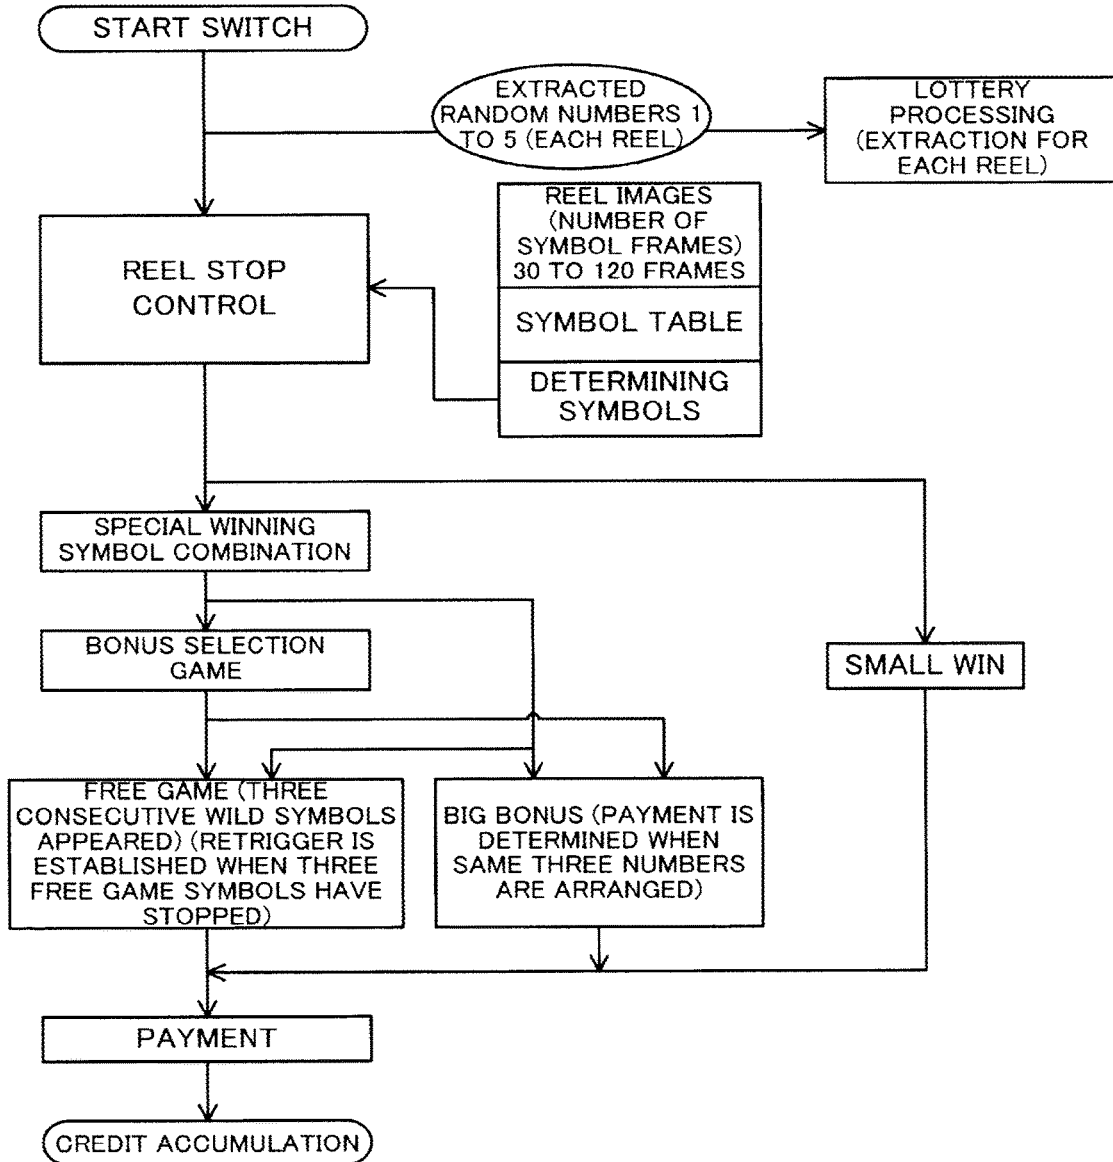 START SWITCH
EXTRACTED
RANDOM NUMBERS 1
TO 5 (EACH REEL)
LOTTERY
PROCESSING
(EXTRACTION FOR
EACH REEL)
REEL IMAGES
(NUMBER OF
SYMBOL FRAMES)
30 TO 120 FRAMES
REEL STOP
CONTROL
SYMBOL TABLE
DETERMINING
SYMBOLS
SPECIAL WINNING
SYMBOL COMBINATION
BONUS SELECTION
GAME
SMALL WIN
FREE GAME (THREE
CONSECUTIVE WILD SYMBOLS
APPEARED) (RETRIGGER IS
ESTABLISHED WHEN THREE
FREE GAME SYMBOLS HAVE
STOPPED)
BIG BONUS (PAYMENT IS
DETERMINED WHEN
SAME THREE NUMBERS
ARE ARRANGED)
PAYMENT
CREDIT ACCUMULATION